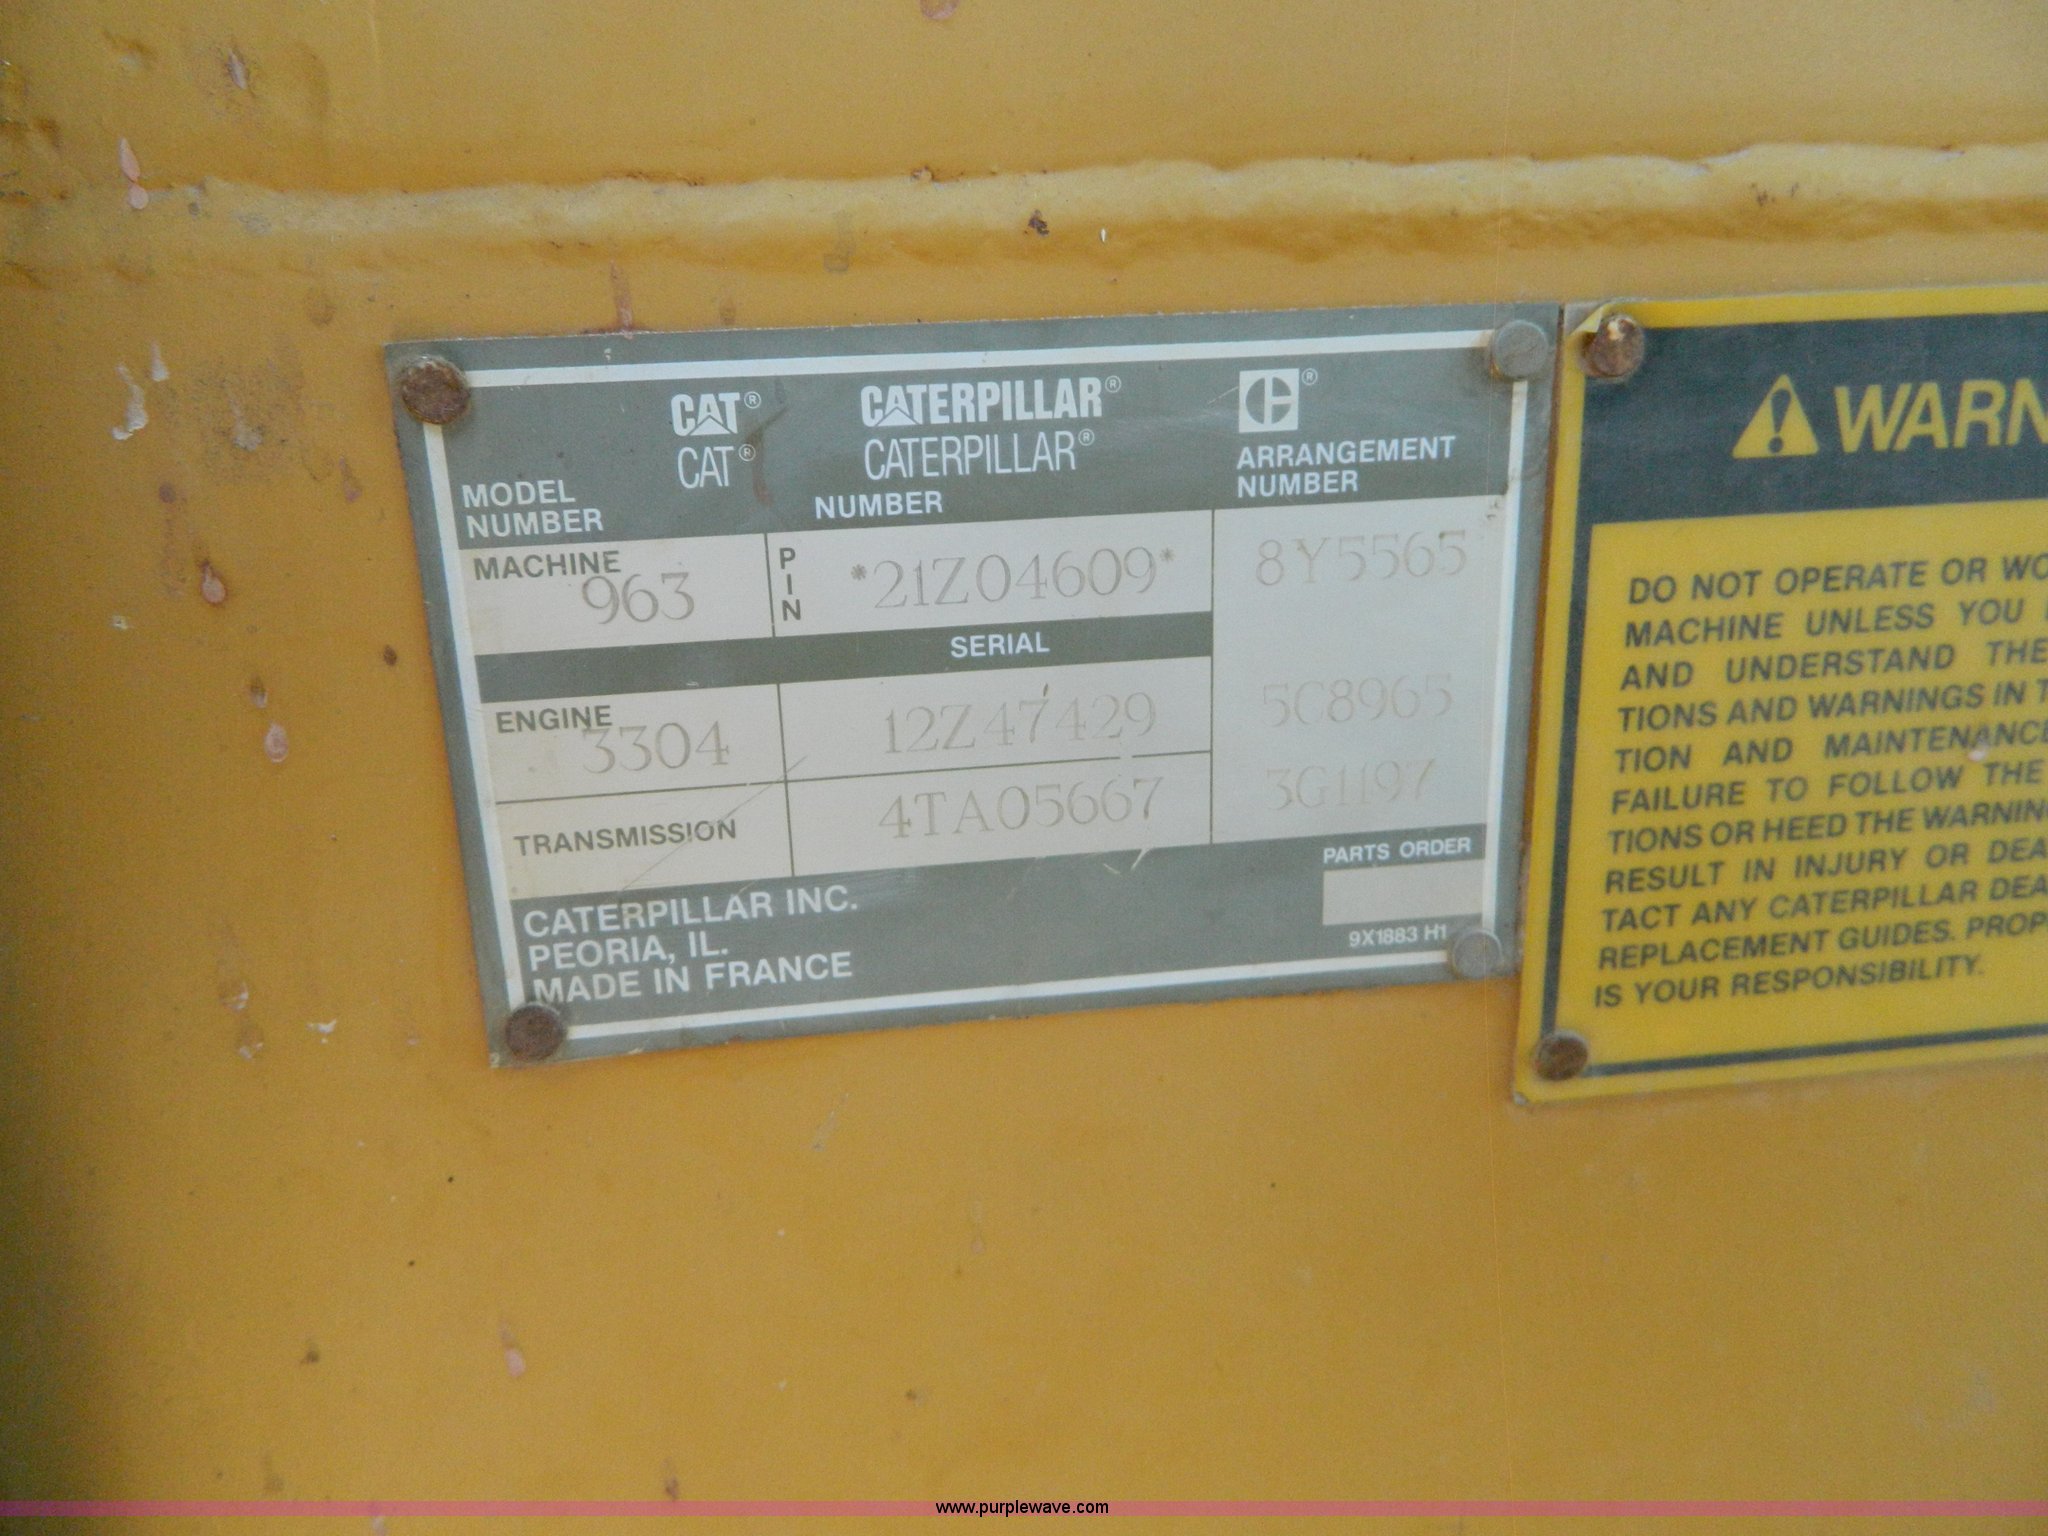 CAT® CATERPILLAR® C®
CAT® CATERPILLAR®
MODEL NUMBER
NUMBER
ARRANGEMENT NUMBER
MACHINE 963
PIN *21Z04609*
8Y5565
SERIAL
ENGINE 3304
12Z47429
5C8965
TRANSMISSION
4TA05667
3G1197
PARTS ORDER
CATERPILLAR INC.
PEORIA, IL.
MADE IN FRANCE
9X1883 H1
WARN
DO NOT OPERATE OR WO
MACHINE UNLESS YOU
AND UNDERSTAND THE
TIONS AND WARNINGS IN T
TION AND MAINTENANCE
FAILURE TO FOLLOW THE
TIONS OR HEED THE WARNING
RESULT IN INJURY OR DEA
TACT ANY CATERPILLAR DEA
REPLACEMENT GUIDES. PROP
IS YOUR RESPONSIBILITY.
www.purplewave.com